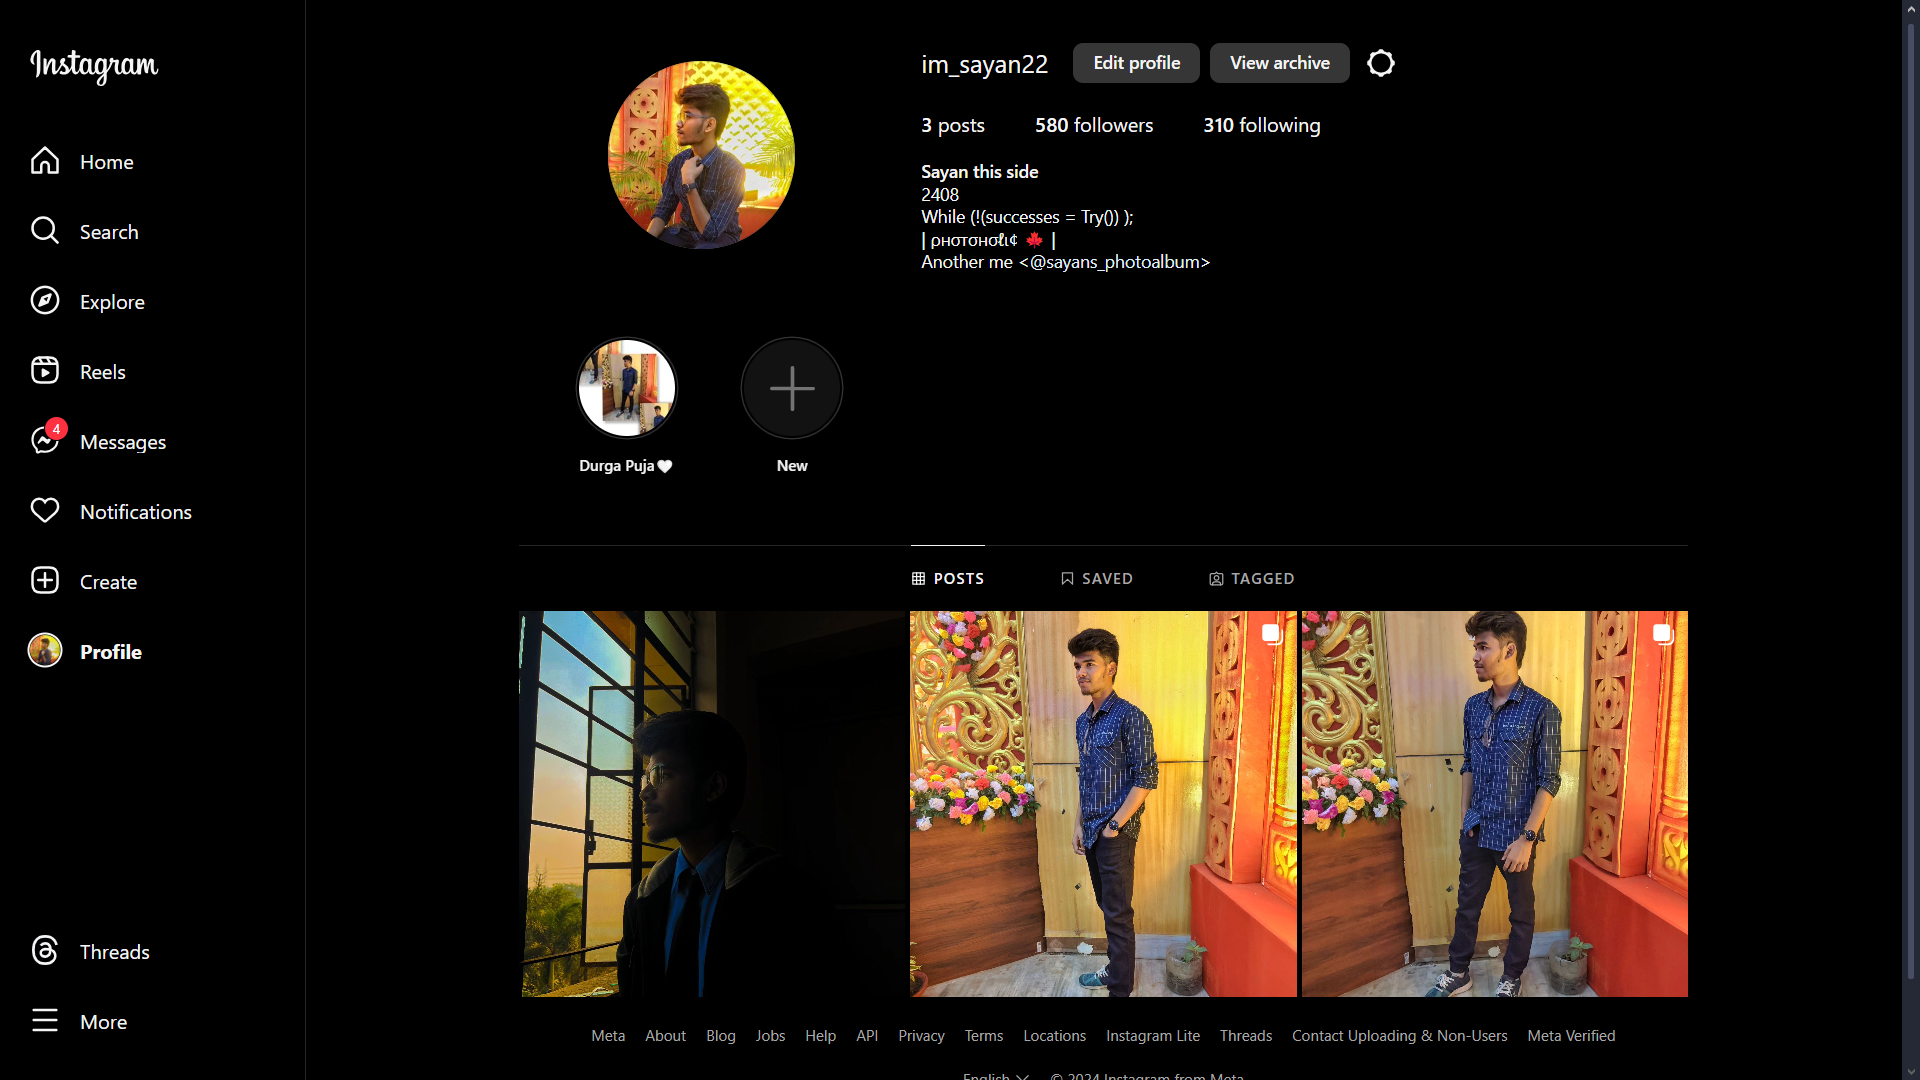 Instagram
Home
Search
Explore
Reels
4
Messages
Notifications
Create
Profile
Threads
More
im_sayan22
Edit profile
View archive
3 posts
580 followers
310 following
Sayan this side
2408
While (!(successes = Try()) );
| ρнσтσнσℓι¢ 🍁 |
Another me <@sayans_photoalbum>
Durga Puja🤍
New
POSTS
SAVED
TAGGED
Meta About Blog Jobs Help API Privacy Terms Locations Instagram Lite Threads Contact Uploading & Non-Users Meta Verified
English © 2024 Instagram from Meta